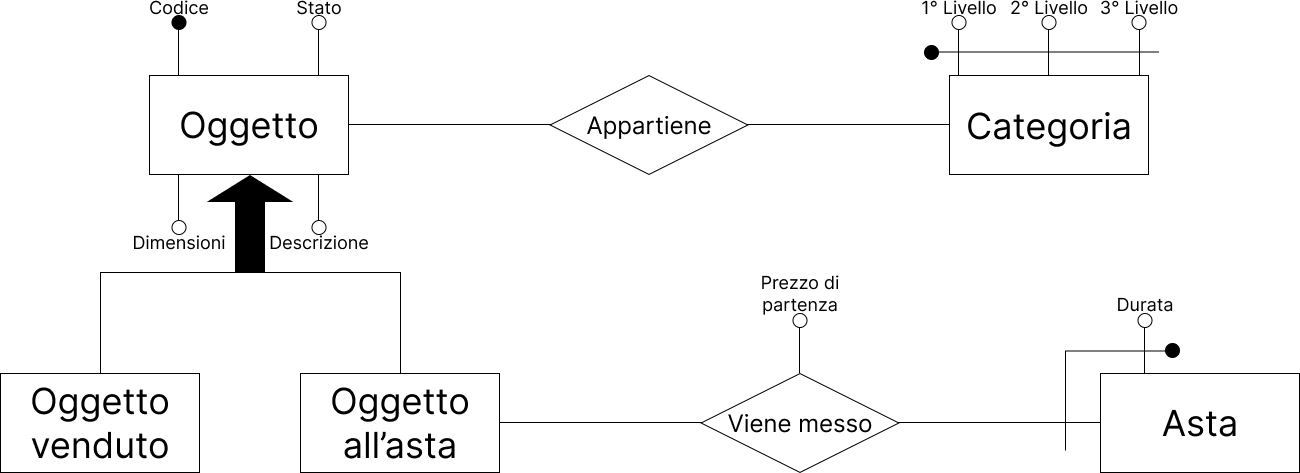 Codice
Stato
1° Livello
2° Livello
3° Livello
Oggetto
Appartiene
Categoria
Dimensioni
Descrizione
Prezzo di
partenza
Durata
Oggetto
venduto
Oggetto
all’asta
Viene messo
Asta